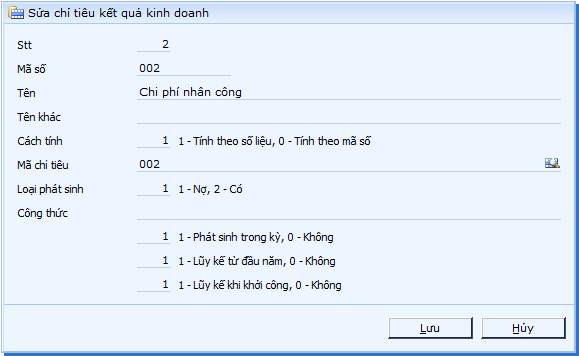 Sửa chỉ tiêu kết quả kinh doanh
Stt 2
Mã số 002
Tên Chi phí nhân công
Tên khác
Cách tính 1 1 - Tính theo số liệu, 0 - Tính theo mã số
Mã chỉ tiêu 002
Loại phát sinh 1 1 - Nợ, 2 - Có
Công thức
1 1 - Phát sinh trong kỳ, 0 - Không
1 1 - Lũy kế từ đầu năm, 0 - Không
1 1 - Lũy kế khi khởi công, 0 - Không
Lưu Hủy